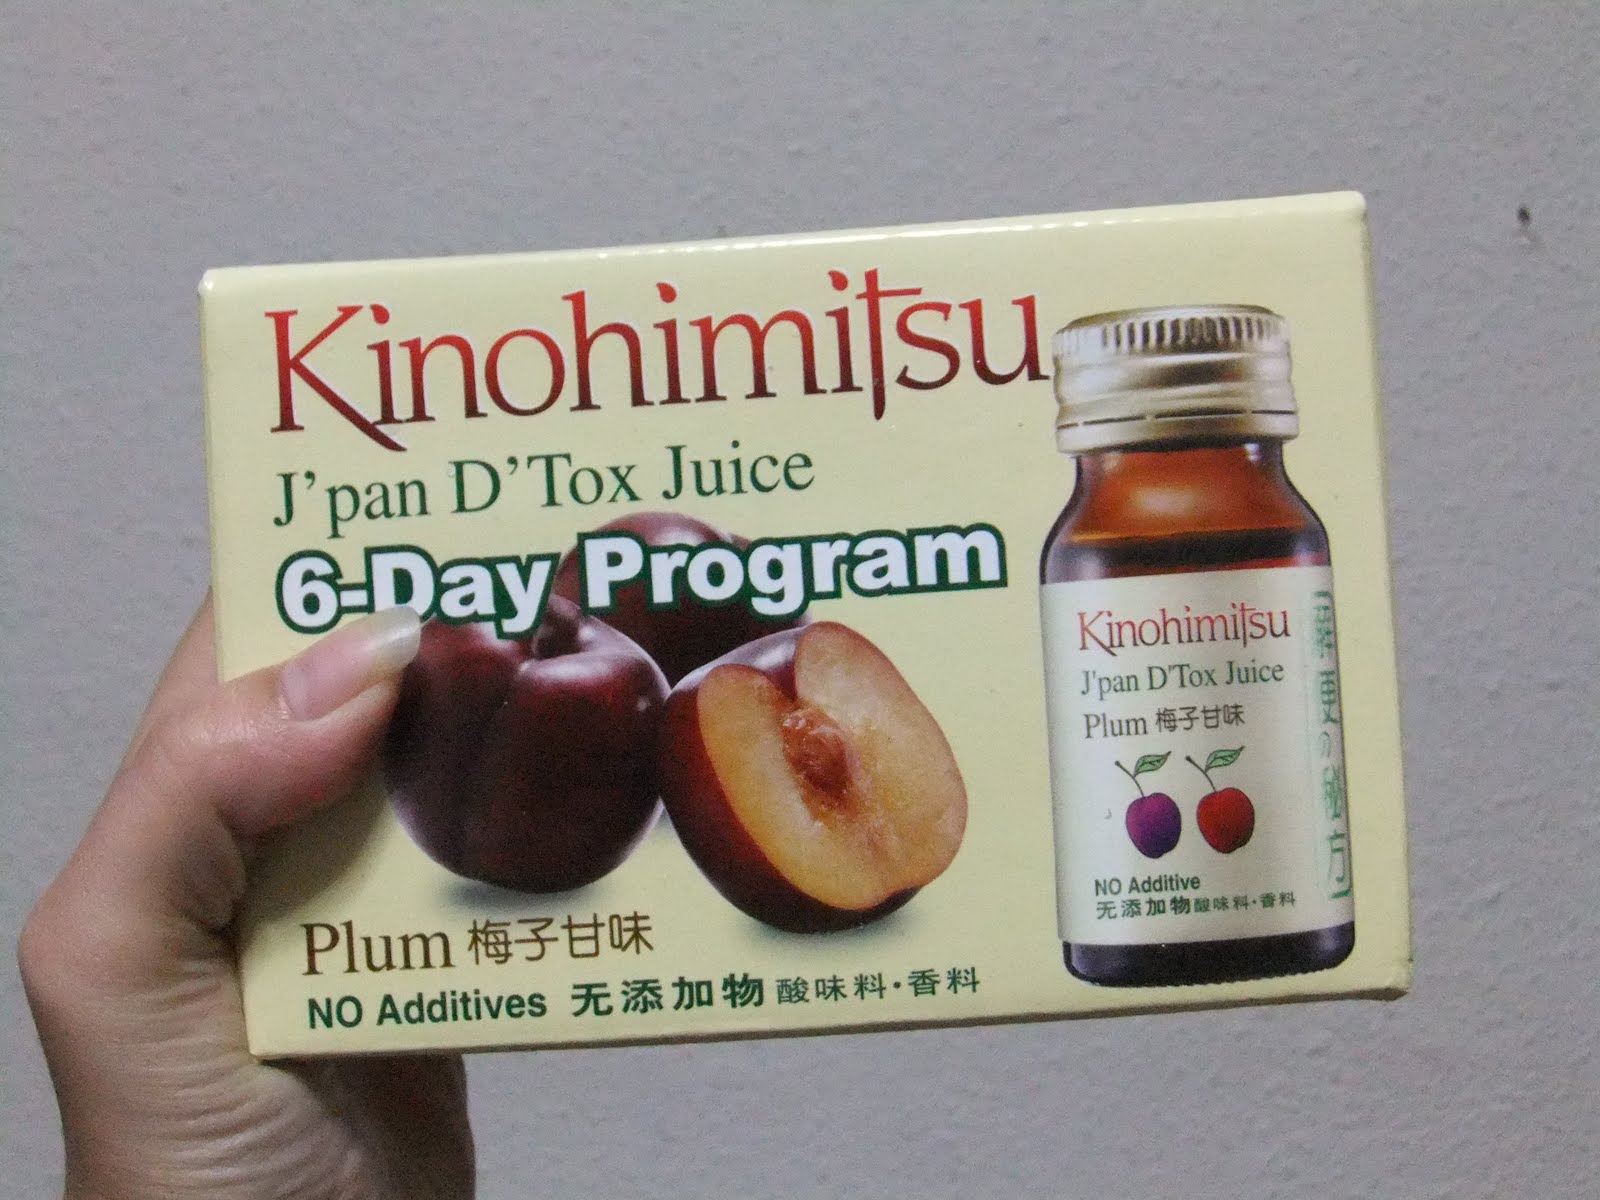 Kinohimitsu
J'pan D'Tox Juice
6-Day Program
Plum 梅子甘味
NO Additives 无添加物 酸味料·香料
Kinohimitsu
J'pan D'Tox Juice
Plum 梅子甘味
NO Additive
无添加物 酸味料·香料